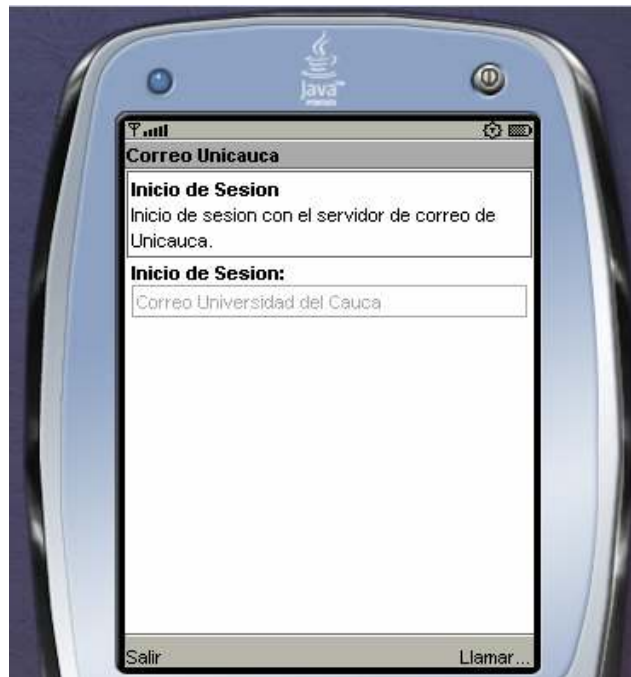 Java
Correo Unicauca
Inicio de Sesion
Inicio de sesion con el servidor de correo de
Unicauca.
Inicio de Sesion:
Correo Universidad del Cauca
Salir
Llamar...